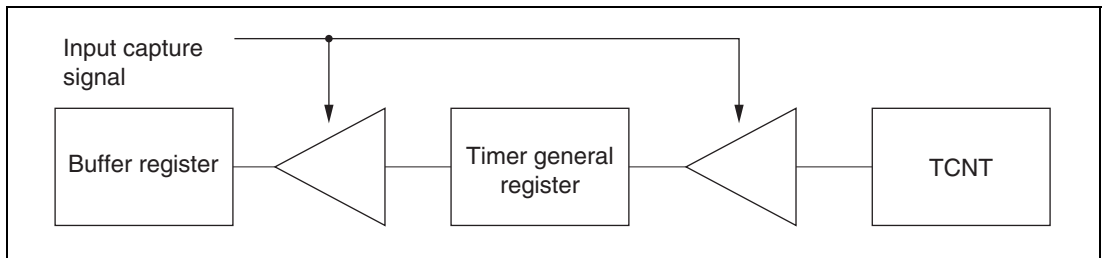 Input capture
signal
Buffer register
Timer general
register
TCNT